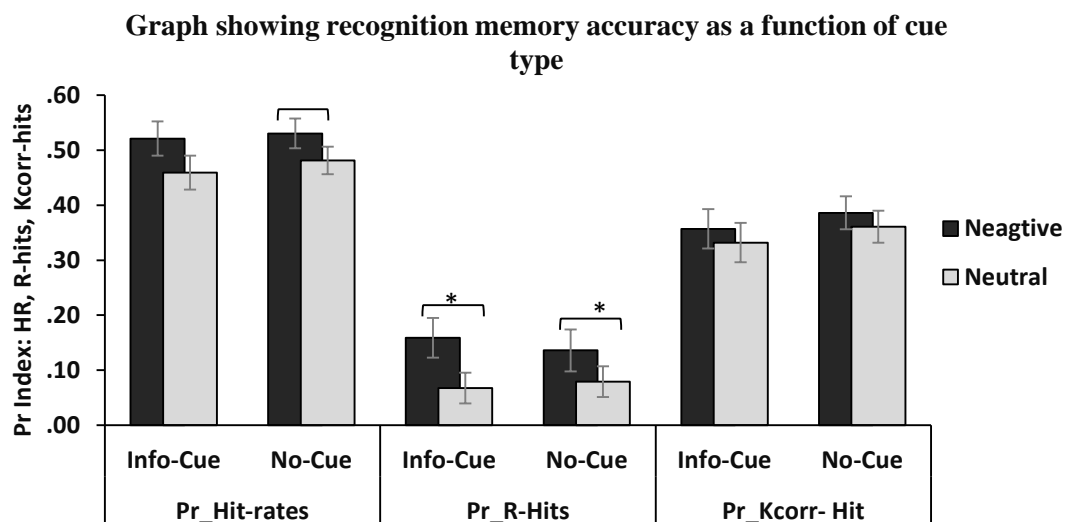 Graph showing recognition memory accuracy as a function of cue
type
Pr Index: HR, R-hits, Kcorr-hits
.60
.50
.40
.30
.20
.10
.00
* *
Neagtive
Neutral
Info-Cue No-Cue Info-Cue No-Cue Info-Cue No-Cue
Pr_Hit-rates Pr_R-Hits Pr_Kcorr- Hit